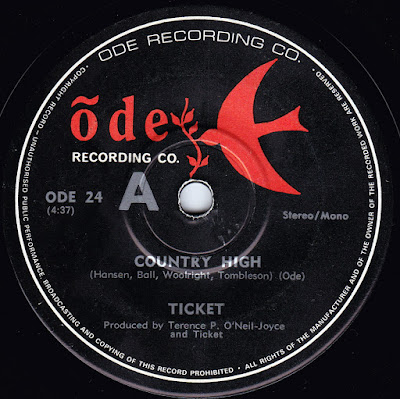 ODE RECORDING CO.
õde
RECORDING CO.
ODE 24
A
(4:37)
Stereo/Mono
COUNTRY HIGH
(Hansen, Ball, Woolright, Tombleson) (Ode)
TICKET
Produced by Terence P. O'Neil-Joyce
and Ticket
COPYRIGHT RECORD – UNAUTHORISED PUBLIC PERFORMANCE, BROADCASTING AND COPYING OF THIS RECORD PROHIBITED • ALL RIGHTS OF THE MANUFACTURER AND OF THE OWNER OF THE RECORDED WORK ARE RESERVED.